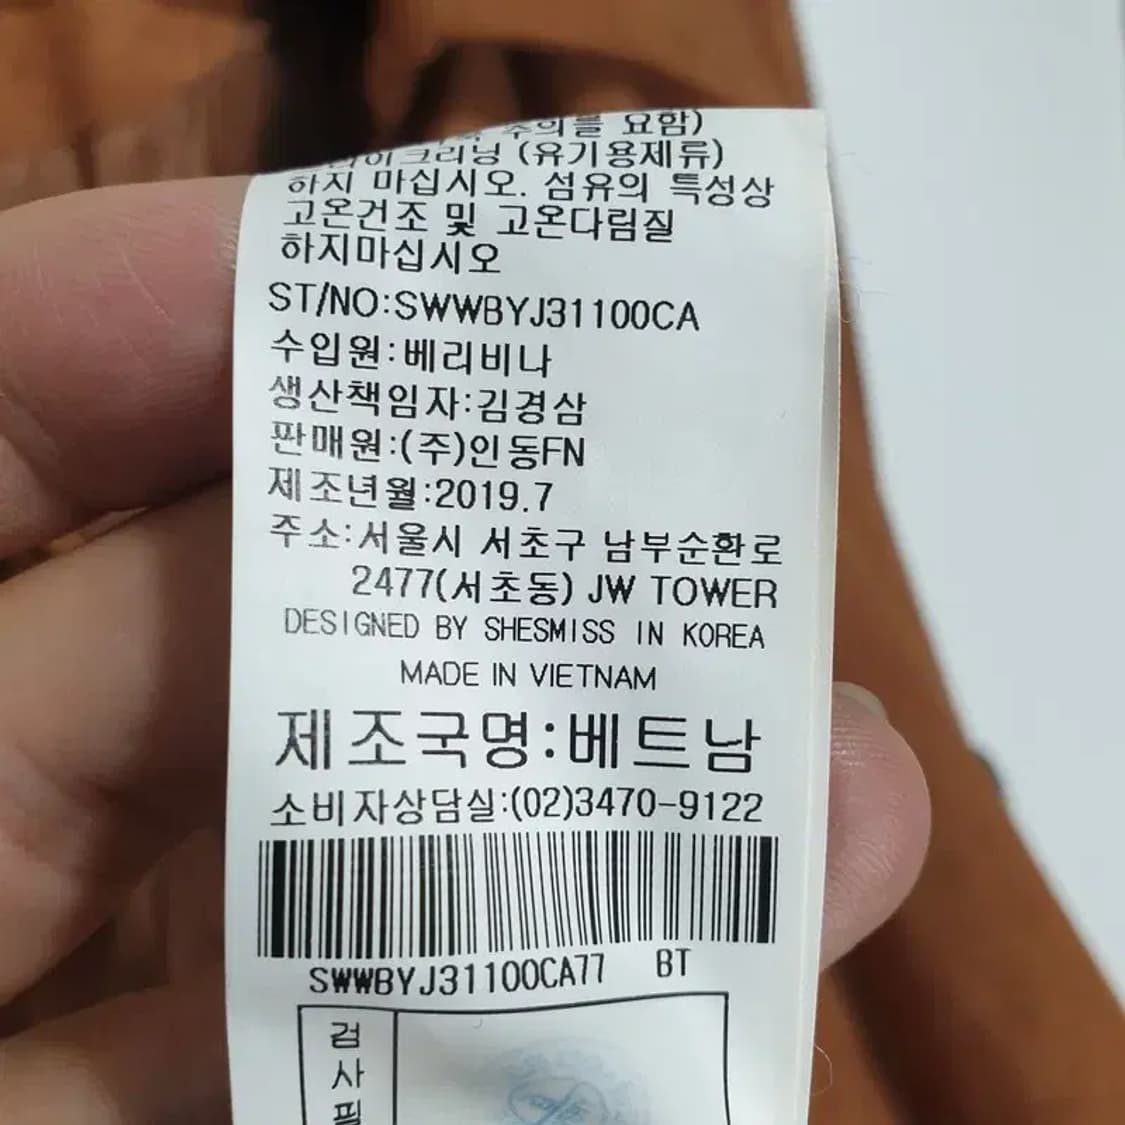 주의를 요함)
드라이크리닝 (유기용제류)
하지 마십시오. 섬유의 특성상
고온건조 및 고온다림질
하지마십시오
ST/NO:SWWBYJ31100CA
수입원:베리비나
생산책임자:김경삼
판매원:(주)인동FN
제조년월:2019.7
주소:서울시 서초구 남부순환로
2477(서초동) JW TOWER
DESIGNED BY SHESMISS IN KOREA
MADE IN VIETNAM
제조국명:베트남
소비자상담실:(02)3470-9122
SWWBYJ31100CA77 BT
검
사
필